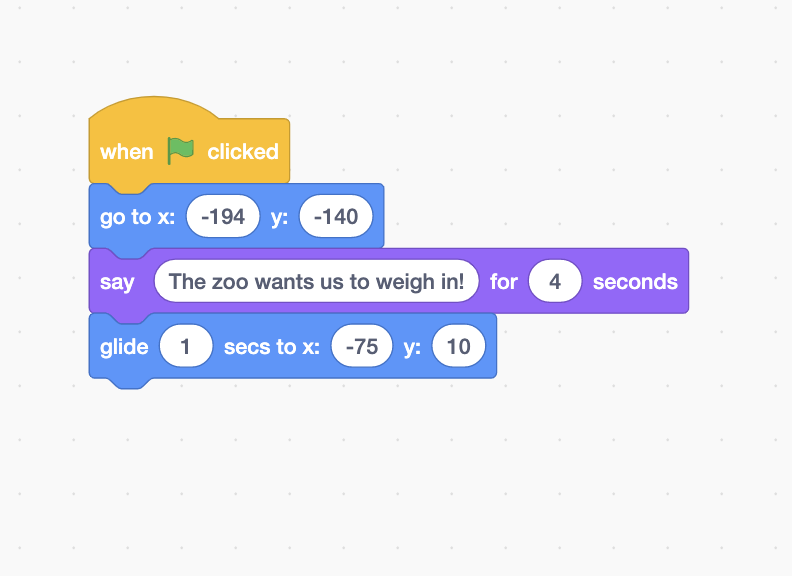 when clicked
go to x: -194 y: -140
say The zoo wants us to weigh in! for 4 seconds
glide 1 secs to x: -75 y: 10